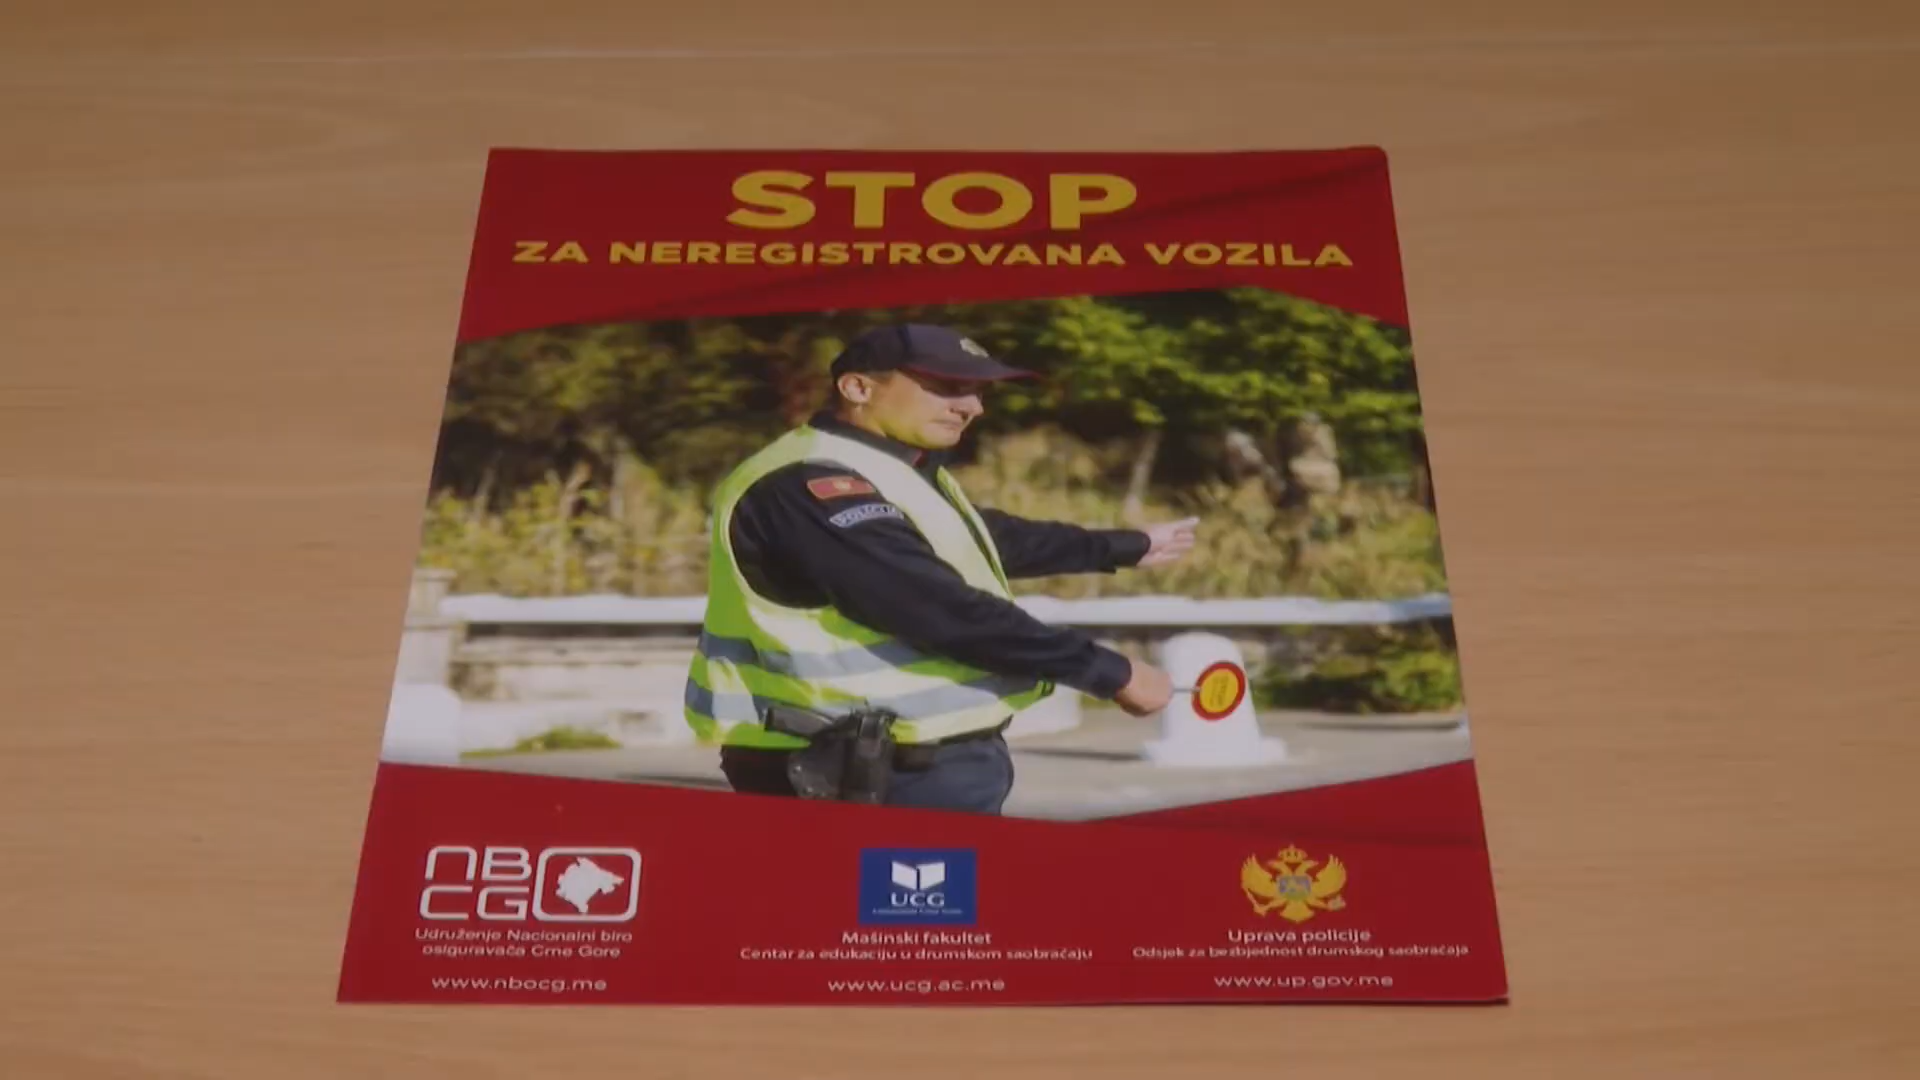 STOP
ZA NEREGISTROVANA VOZILA
POLICIJA
NB
CG
Udruženje Nacionalni biro
osiguravača Crne Gore
www.nbocg.me
UCG
Mašinski fakultet
Centar za edukaciju u drumskom saobraćaju
www.ucg.ac.me
Uprava policije
Odsjek za bezbjednost drumskog saobraćaja
www.up.gov.me